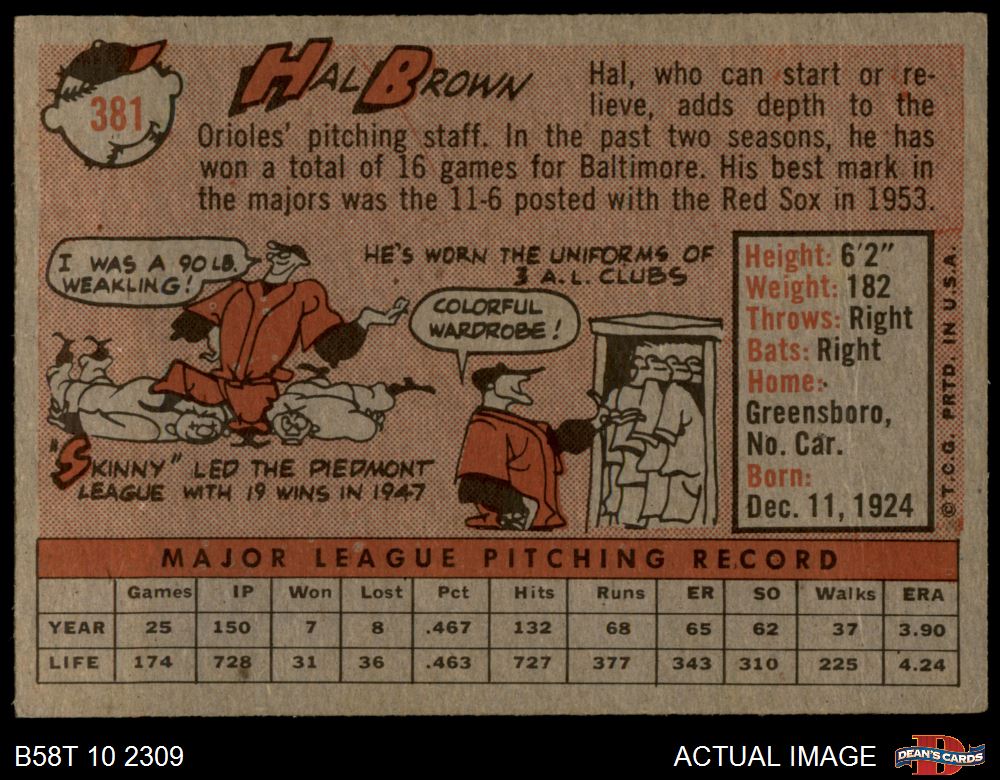 381
HAL BROWN
Hal, who can start or re-
lieve, adds depth to the
Orioles' pitching staff. In the past two seasons, he has
won a total of 16 games for Baltimore. His best mark in
the majors was the 11-6 posted with the Red Sox in 1953.
I WAS A 90 LB.
WEAKLING!
HE'S WORN THE UNIFORMS OF
3 A.L. CLUBS
COLORFUL
WARDROBE!
"SKINNY" LED THE PIEDMONT
LEAGUE WITH 19 WINS IN 1947
Height: 6'2"
Weight: 182
Throws: Right
Bats: Right
Home:
Greensboro,
No. Car.
Born:
Dec. 11, 1924
© T.C.G. PRTD. IN U.S.A.
MAJOR LEAGUE PITCHING RECORD
Games IP Won Lost Pct Hits Runs ER SO Walks ERA
YEAR 25 150 7 8 .467 132 68 65 62 37 3.90
LIFE 174 728 31 36 .463 727 377 343 310 225 4.24
B58T 10 2309
ACTUAL IMAGE
D
DEAN'S CARDS